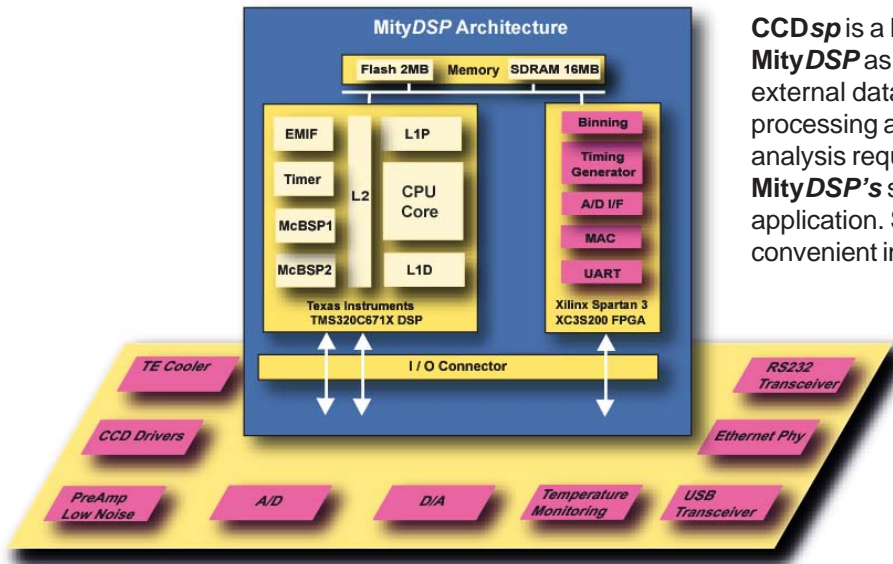 MityDSP Architecture
Flash 2MB Memory SDRAM 16MB
EMIF
Timer
McBSP1
McBSP2
L2
L1P
CPU
Core
L1D
Texas Instruments
TMS320C671X DSP
Binning
Timing
Generator
A/D I/F
MAC
UART
Xilinx Spartan 3
XC3S200 FPGA
I / O Connector
TE Cooler
CCD Drivers
PreAmp
Low Noise
A/D
D/A
Temperature
Monitoring
USB
Transceiver
Ethernet Phy
RS232
Transceiver
CCDsp is a
MityDSP as
external data
processing a
analysis requ
MityDSP's s
application. S
convenient in